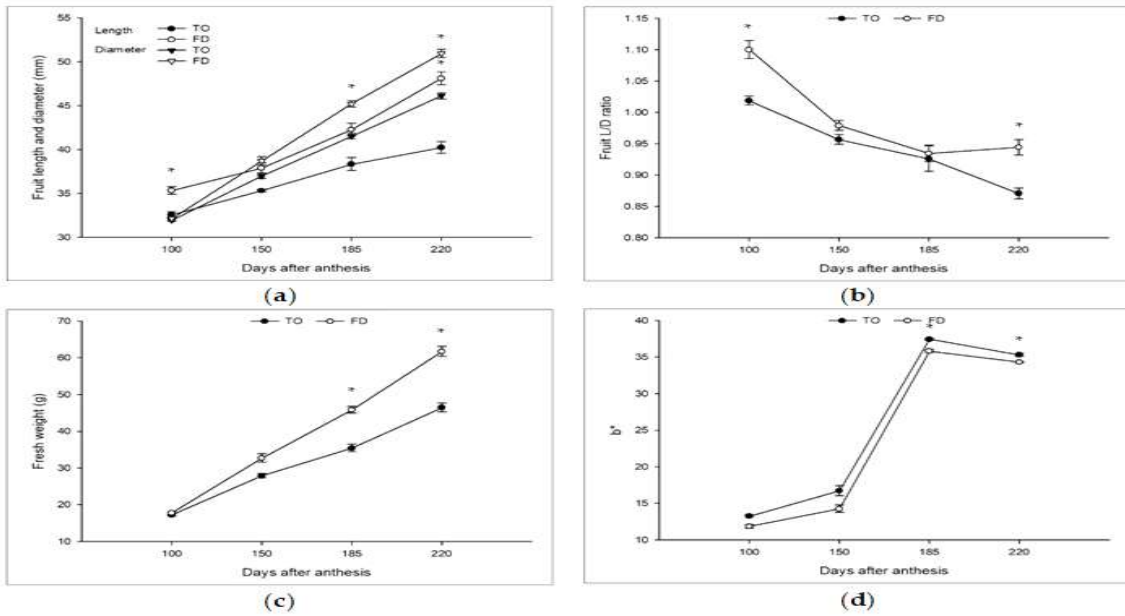 Length TO
FD
Diameter TO
FD
Fruit length and diameter (mm)
55
50
45
40
35
30
*
*
*
*
100 150 185 220
Days after anthesis
(a)
TO FD
Fruit L/D ratio
1.15
1.10
1.05
1.00
0.95
0.90
0.85
0.80
*
*
100 150 185 220
Days after anthesis
(b)
TO FD
Fresh weight (g)
70
60
50
40
30
20
10
*
*
100 150 185 220
Days after anthesis
(c)
TO FD
b*
40
35
30
25
20
15
10
*
*
100 150 185 220
Days after anthesis
(d)